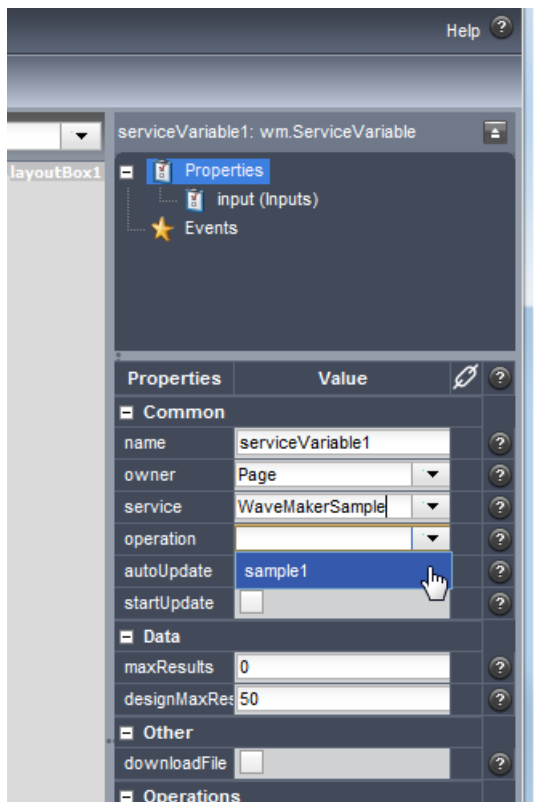 Help ?
serviceVariable1: wm.ServiceVariable
layoutBox1
Properties
input (Inputs)
Events
Properties Value ?
Common
name serviceVariable1 ?
owner Page ?
service WaveMakerSample ?
operation ?
autoUpdate sample1 ?
startUpdate ?
Data
maxResults 0 ?
designMaxRes 50 ?
Other
downloadFile ?
Operations